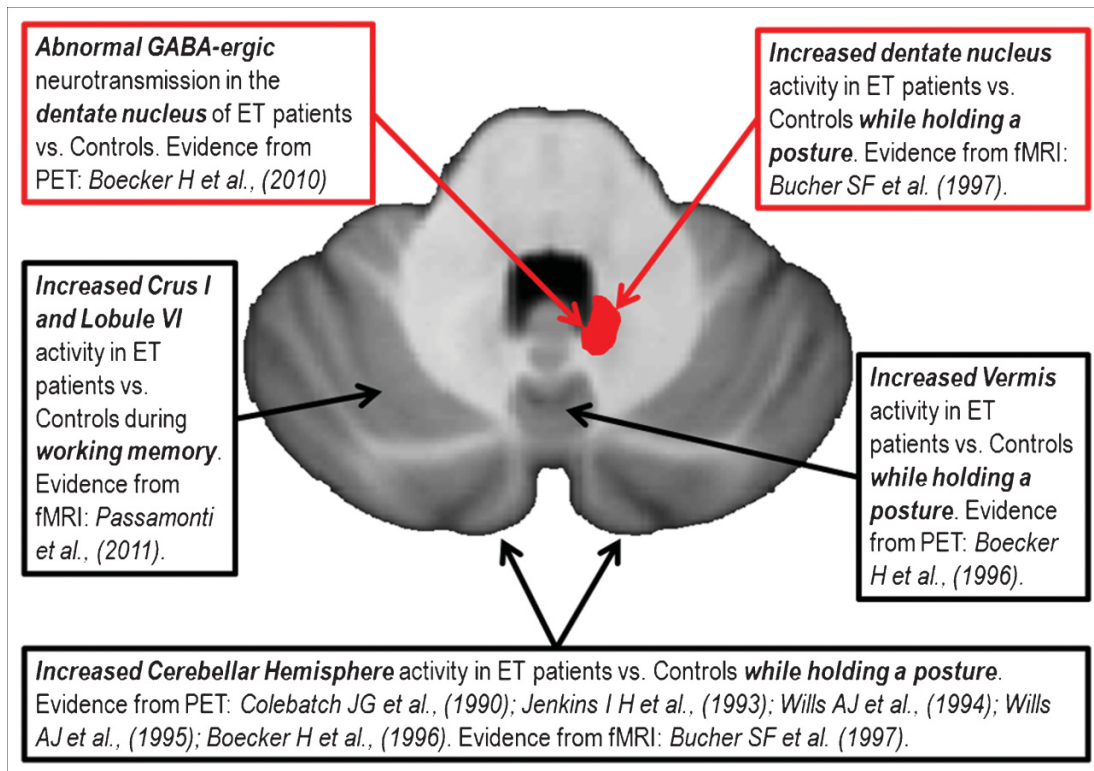 Abnormal GABA-ergic
neurotransmission in the
dentate nucleus of ET patients
vs. Controls. Evidence from
PET: Boecker H et al., (2010)
Increased dentate nucleus
activity in ET patients vs.
Controls while holding a
posture. Evidence from fMRI:
Bucher SF et al. (1997).
Increased Crus I
and Lobule VI
activity in ET
patients vs.
Controls during
working memory.
Evidence from
fMRI: Passamonti
et al., (2011).
Increased Vermis
activity in ET
patients vs. Controls
while holding a
posture. Evidence
from PET: Boecker
H et al., (1996).
Increased Cerebellar Hemisphere activity in ET patients vs. Controls while holding a posture.
Evidence from PET: Colebatch JG et al., (1990); Jenkins I H et al., (1993); Wills AJ et al., (1994); Wills
AJ et al., (1995); Boecker H et al., (1996). Evidence from fMRI: Bucher SF et al. (1997).